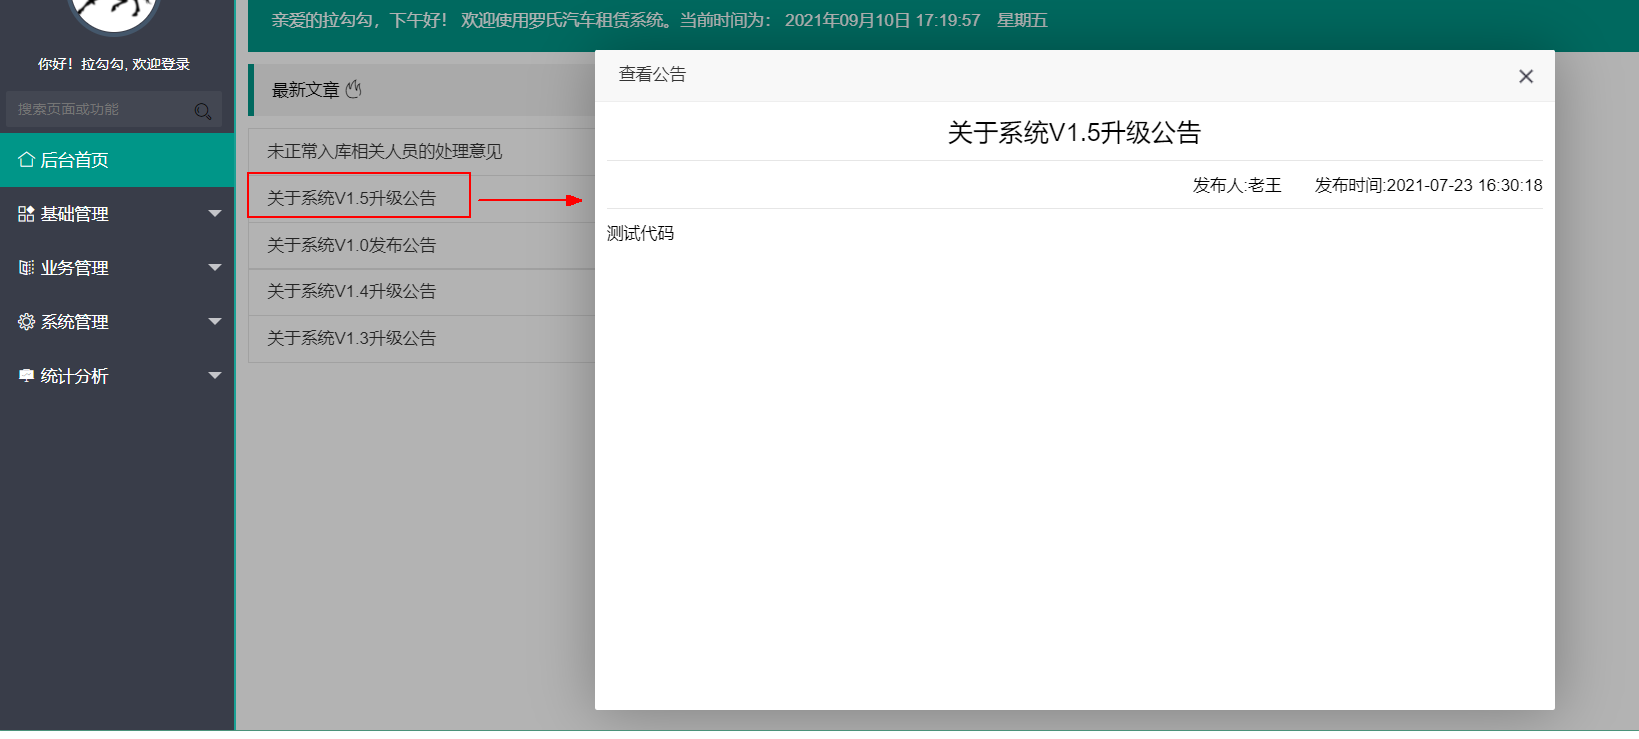 亲爱的拉勾勾，下午好！ 欢迎使用罗氏汽车租赁系统。当前时间为： 2021年09月10日 17:19:57 星期五
你好！拉勾勾, 欢迎登录
搜索页面或功能
后台首页
基础管理
业务管理
系统管理
统计分析
最新文章
未正常入库相关人员的处理意见
关于系统V1.5升级公告
关于系统V1.0发布公告
关于系统V1.4升级公告
关于系统V1.3升级公告
查看公告
关于系统V1.5升级公告
发布人:老王 发布时间:2021-07-23 16:30:18
测试代码